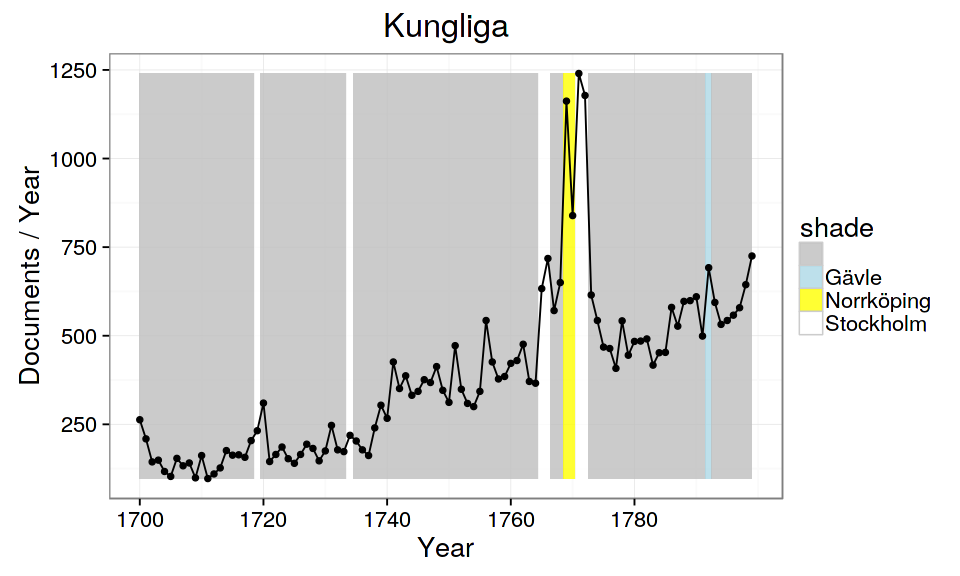 Kungliga
1250
1000
750
500
250
Documents / Year
1700 1720 1740 1760 1780
Year
shade
Gävle
Norrköping
Stockholm